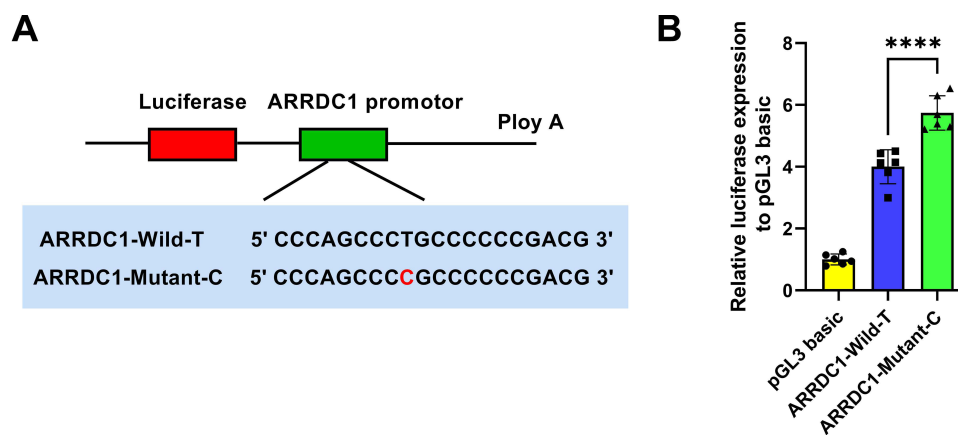 A
Luciferase ARRDC1 promotor
Ploy A
ARRDC1-Wild-T 5' CCCAGCCCTGCCCCCCGACG 3'
ARRDC1-Mutant-C 5' CCCAGCCCCGCCCCCCGACG 3'
B
Relative luciferase expression
to pGL3 basic
8
6
4
2
0
****
pGL3 basic
ARRDC1-Wild-T
ARRDC1-Mutant-C